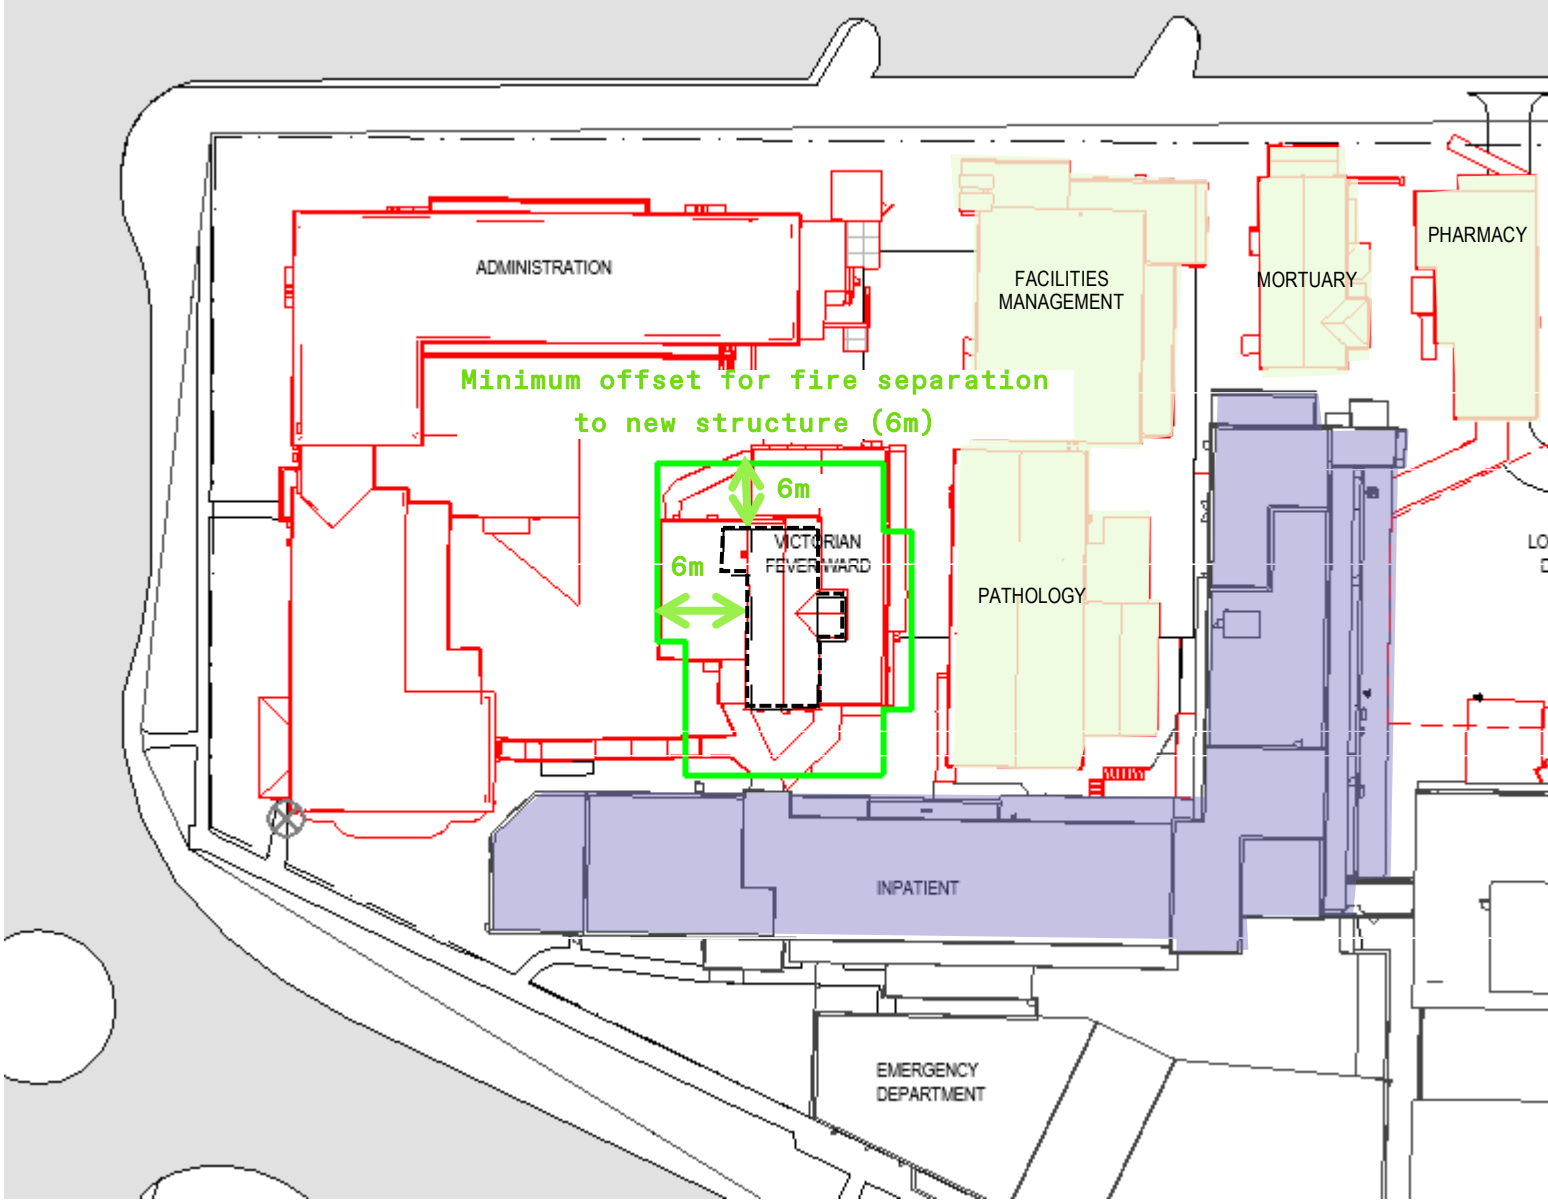 ADMINISTRATION
FACILITIES
MANAGEMENT
MORTUARY
PHARMACY
Minimum offset for fire separation
to new structure (6m)
6m
VICTORIAN
FEVER WARD
6m
PATHOLOGY
LO
D
INPATIENT
EMERGENCY
DEPARTMENT